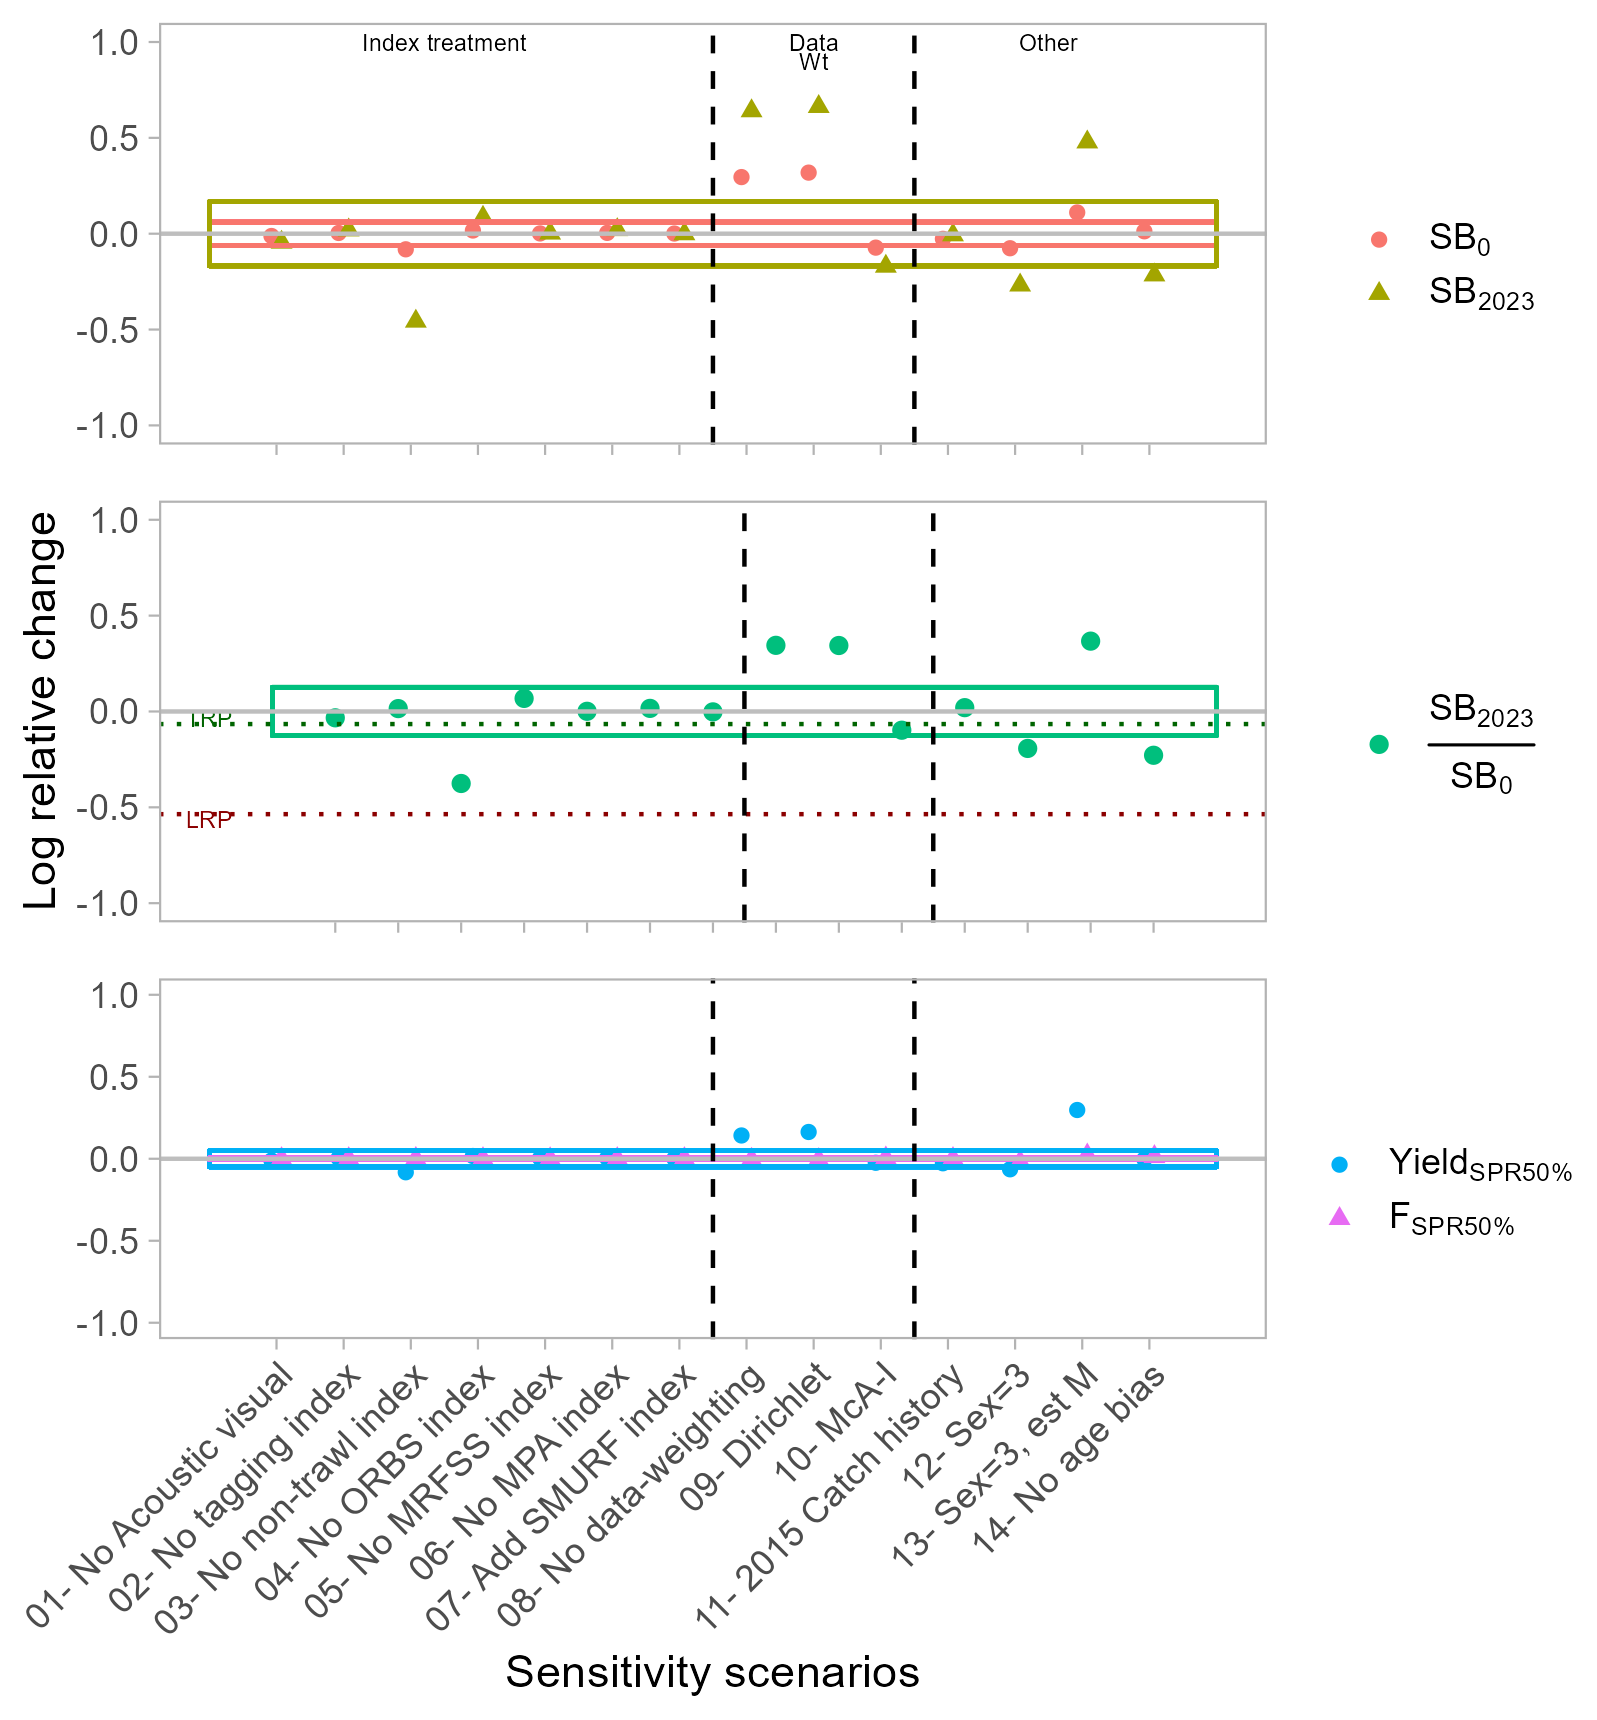 Index treatment
Data
Wt
Other
1.0
0.5
0.0
-0.5
-1.0
SB0
SB2023
Log relative change
1.0
0.5
0.0
-0.5
-1.0
LRP
SB2023
SB0
1.0
0.5
0.0
-0.5
-1.0
YieldSPR50%
FSPR50%
01- No Acoustic visual
02- No tagging index
03- No non-trawl index
04- No ORBS index
05- No MRFSS index
06- No MPA index
07- Add SMURF index
08- No data-weighting
09- Dirichlet
10- McA-I
11- 2015 Catch history
12- Sex=3
13- Sex=3, est M
14- No age bias
Sensitivity scenarios